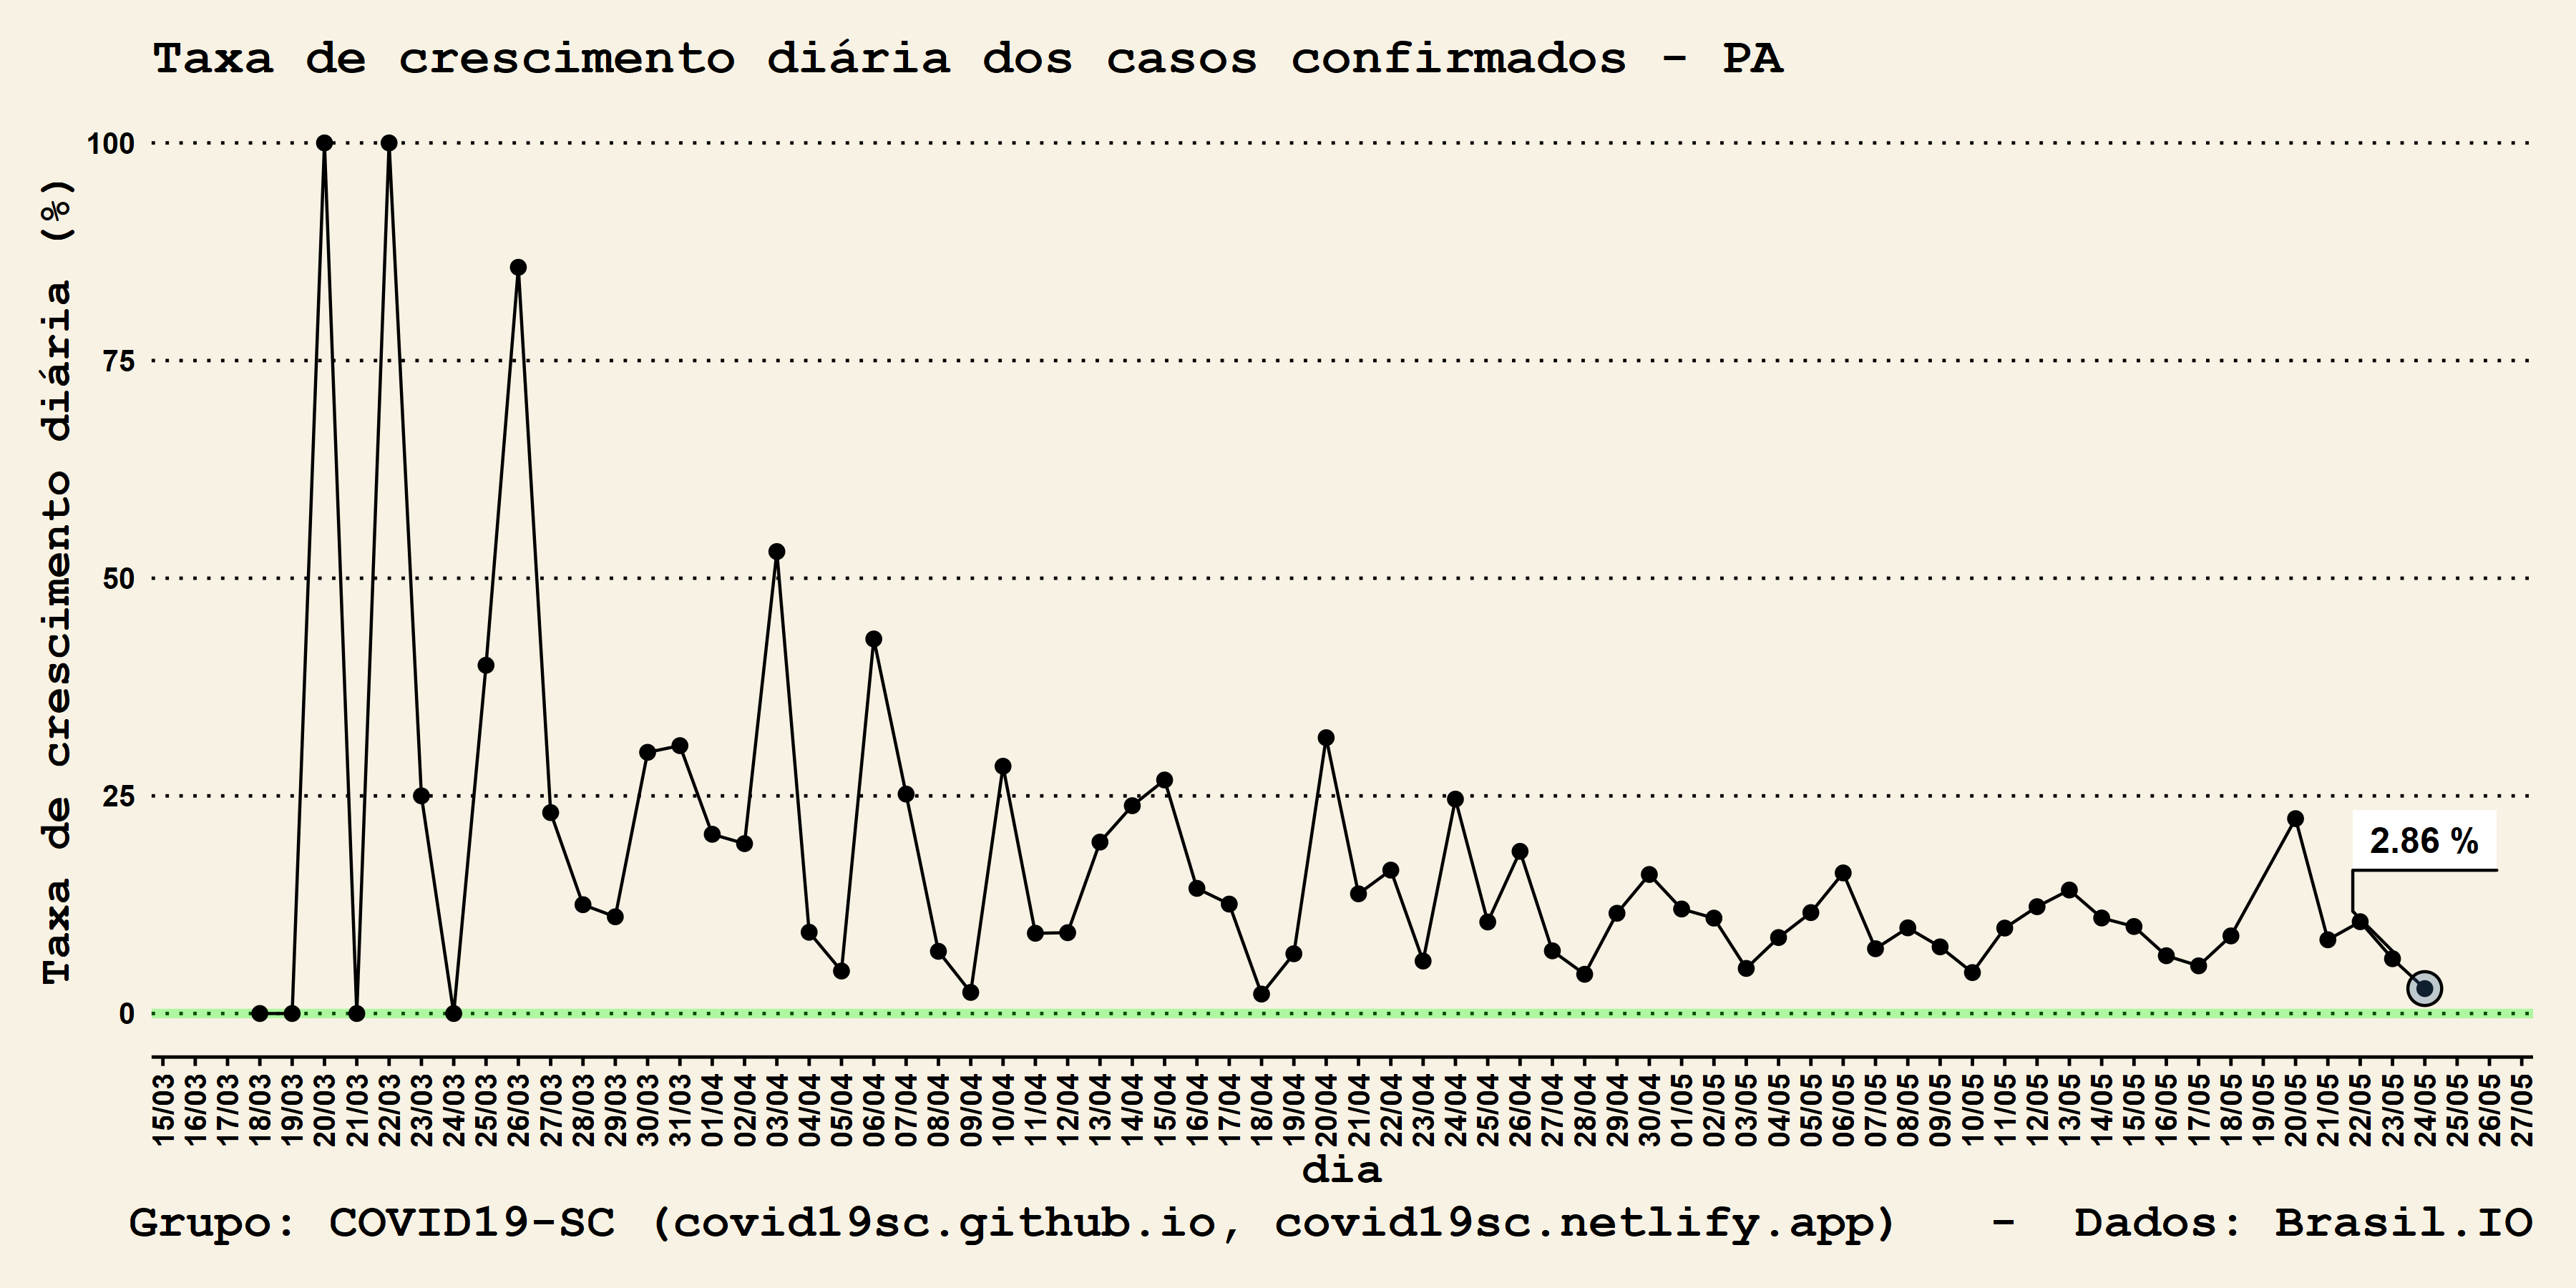 Taxa de crescimento diária dos casos confirmados - PA
Taxa de crescimento diária (%)
100
75
50
25
0
2.86 %
15/03 16/03 17/03 18/03 19/03 20/03 21/03 22/03 23/03 24/03 25/03 26/03 27/03 28/03 29/03 30/03 31/03 01/04 02/04 03/04 04/04 05/04 06/04 07/04 08/04 09/04 10/04 11/04 12/04 13/04 14/04 15/04 16/04 17/04 18/04 19/04 20/04 21/04 22/04 23/04 24/04 25/04 26/04 27/04 28/04 29/04 30/04 01/05 02/05 03/05 04/05 05/05 06/05 07/05 08/05 09/05 10/05 11/05 12/05 13/05 14/05 15/05 16/05 17/05 18/05 19/05 20/05 21/05 22/05 23/05 24/05 25/05 26/05 27/05
dia
Grupo: COVID19-SC (covid19sc.github.io, covid19sc.netlify.app) - Dados: Brasil.IO